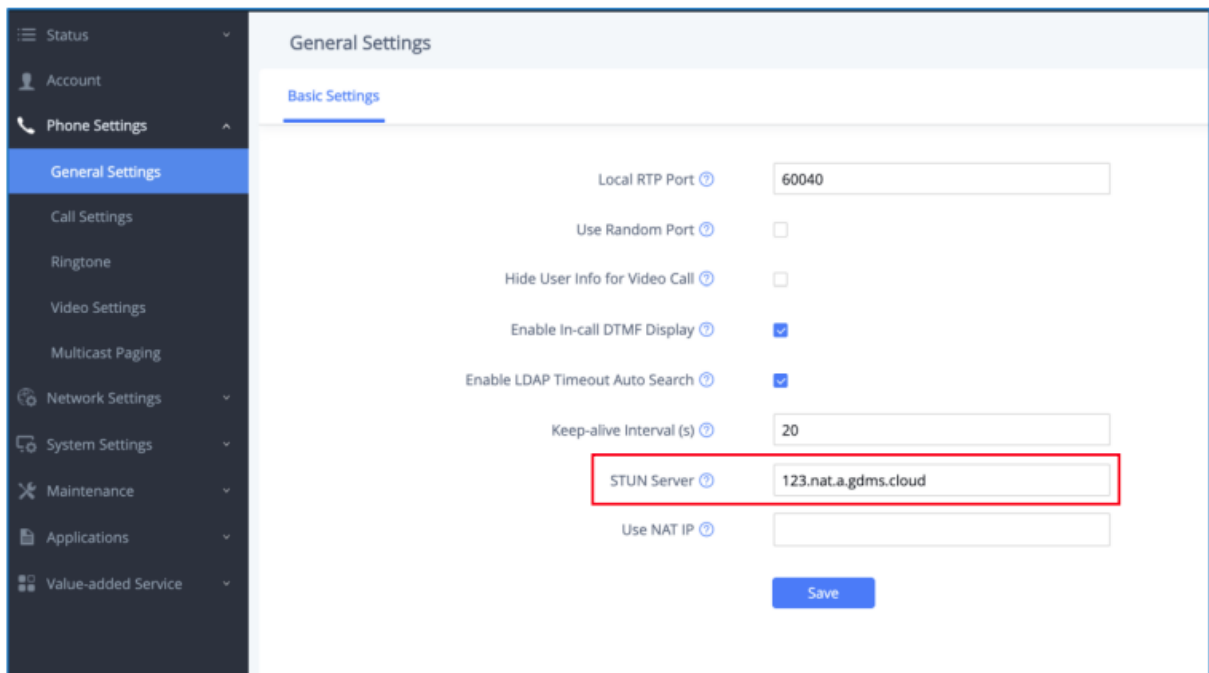 Status
Account
Phone Settings
General Settings
Call Settings
Ringtone
Video Settings
Multicast Paging
Network Settings
System Settings
Maintenance
Applications
Value-added Service
General Settings
Basic Settings
Local RTP Port 60040
Use Random Port
Hide User Info for Video Call
Enable In-call DTMF Display
Enable LDAP Timeout Auto Search
Keep-alive Interval (s) 20
STUN Server 123.nat.a.gdms.cloud
Use NAT IP
Save